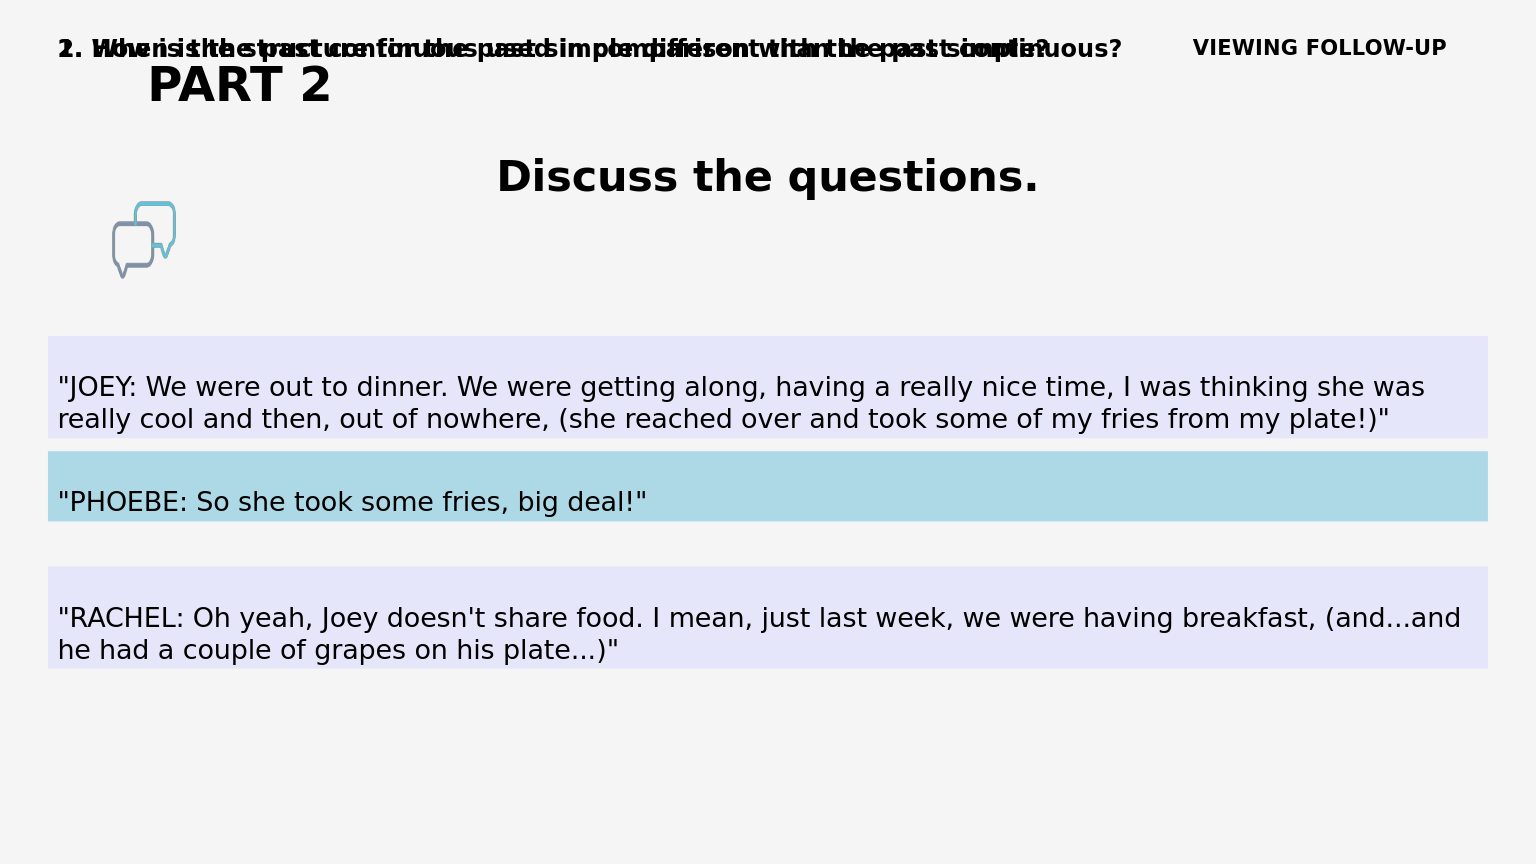 1. How is the structure for the past simple different than the past continuous?
2. When is the past continuous used in comparison with the past simple?
VIEWING FOLLOW-UP
PART 2
Discuss the questions.
"JOEY: We were out to dinner. We were getting along, having a really nice time, I was thinking she was
really cool and then, out of nowhere, (she reached over and took some of my fries from my plate!)"
"PHOEBE: So she took some fries, big deal!"
"RACHEL: Oh yeah, Joey doesn't share food. I mean, just last week, we were having breakfast, (and...and
he had a couple of grapes on his plate...)"